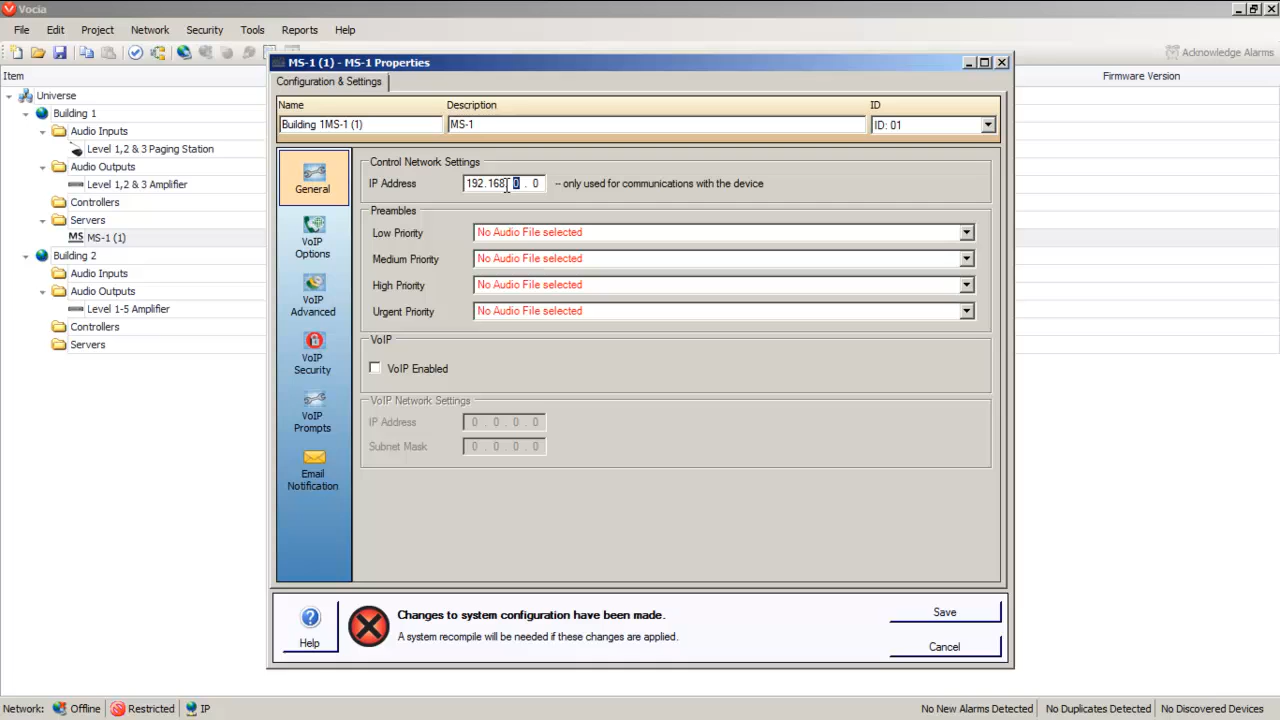 Vocia
File Edit Project Network Security Tools Reports Help
Acknowledge Alarms
Item
Firmware Version
Universe
Building 1
Audio Inputs
Level 1,2 & 3 Paging Station
Audio Outputs
Level 1,2 & 3 Amplifier
Controllers
Servers
MS MS-1 (1)
Building 2
Audio Inputs
Audio Outputs
Level 1-5 Amplifier
Controllers
Servers
MS-1 (1) - MS-1 Properties
Configuration & Settings
Name Description ID
Building 1MS-1 (1) MS-1 ID: 01
General
VoIP
Options
VoIP
Advanced
VoIP
Security
VoIP
Prompts
Email
Notification
Control Network Settings
IP Address 192.168. 0 . 0 -- only used for communications with the device
Preambles
Low Priority No Audio File selected
Medium Priority No Audio File selected
High Priority No Audio File selected
Urgent Priority No Audio File selected
VoIP
VoIP Enabled
VoIP Network Settings
IP Address 0 . 0 . 0 . 0
Subnet Mask 0 . 0 . 0 . 0
Help
Changes to system configuration have been made.
A system recompile will be needed if these changes are applied.
Save
Cancel
Network: Offline Restricted IP
No New Alarms Detected No Duplicates Detected No Discovered Devices